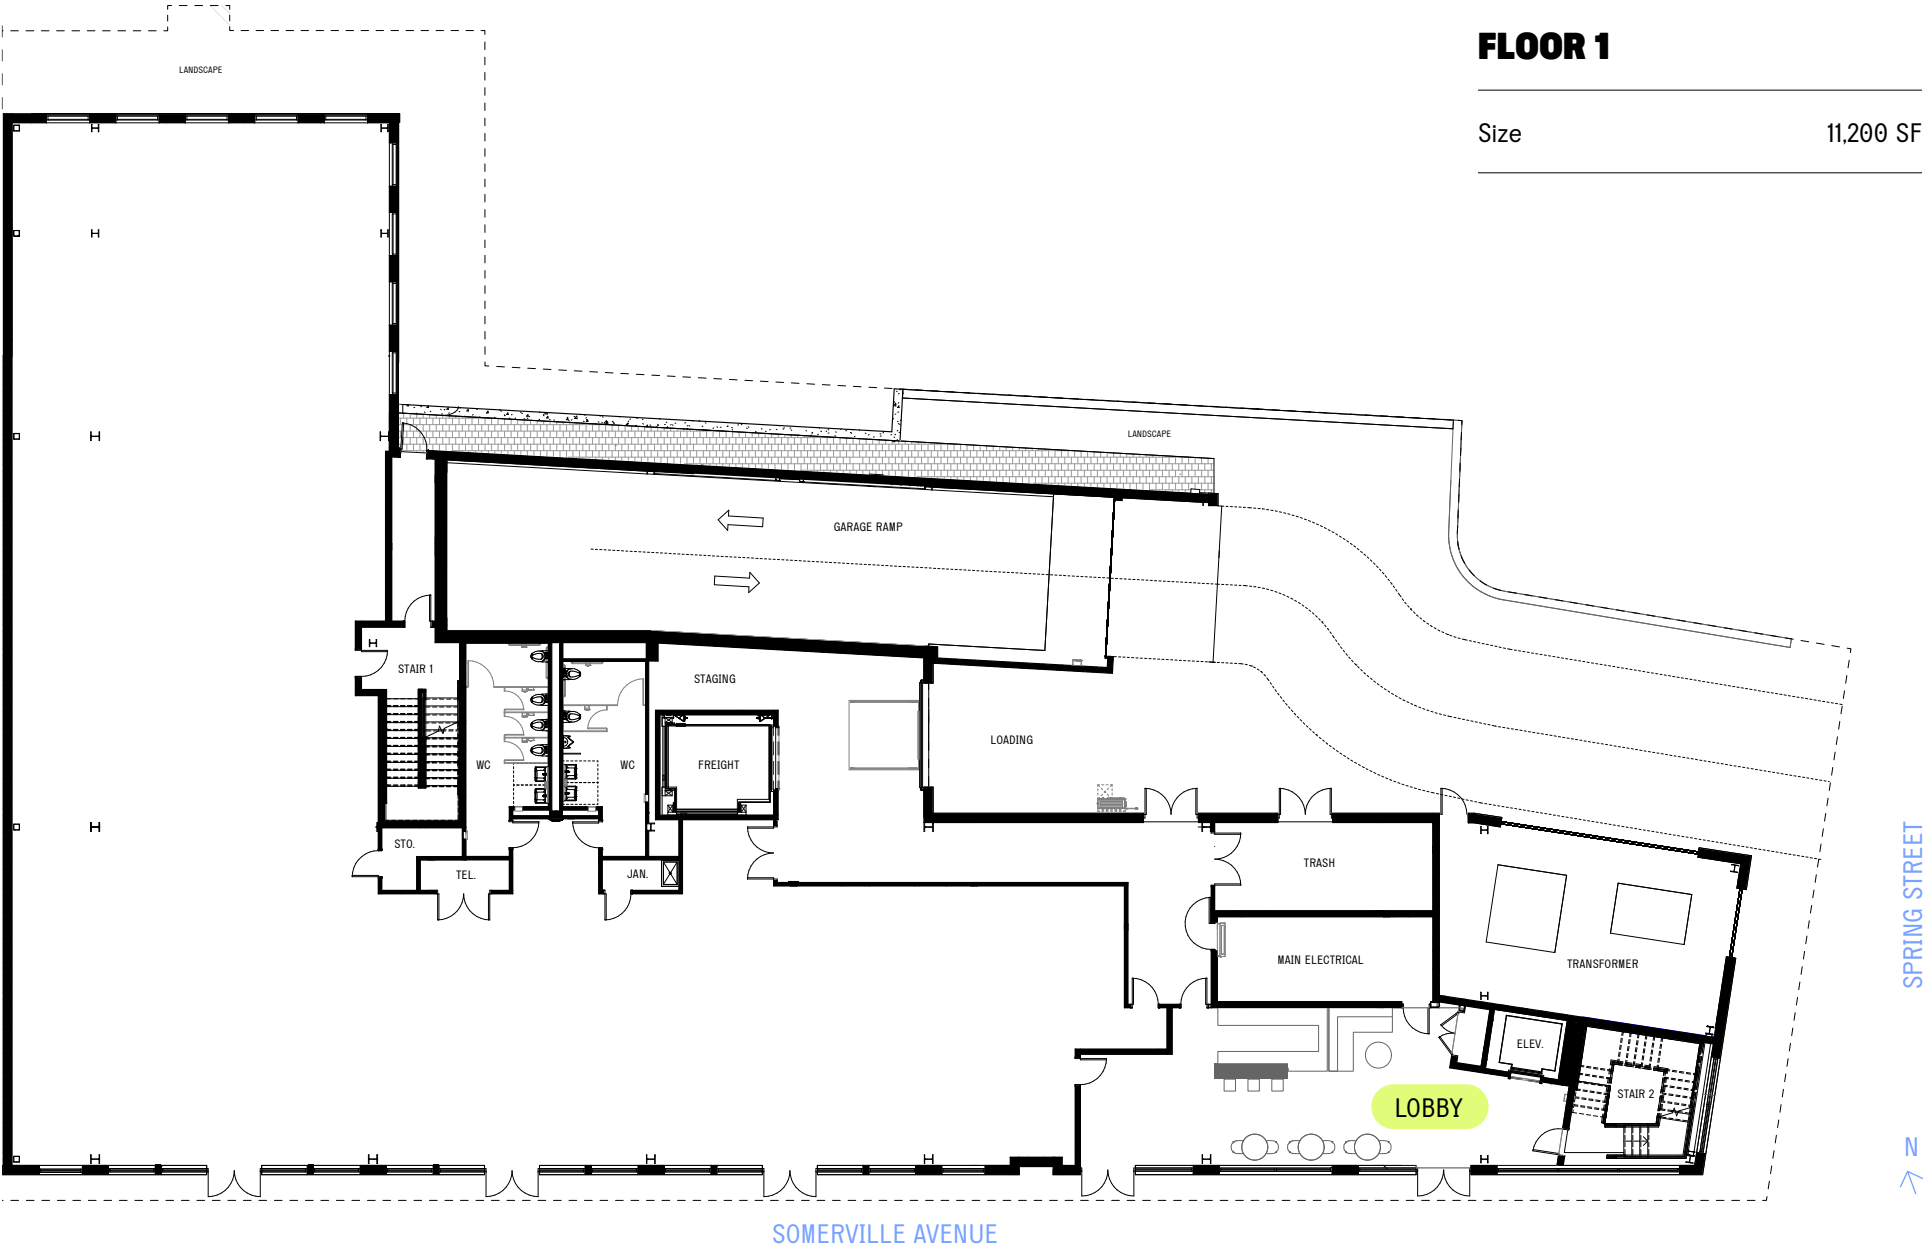 FLOOR 1
Size 11,200 SF
LANDSCAPE
LANDSCAPE
GARAGE RAMP
STAIR 1
STAGING
LOADING
WC
WC
FREIGHT
STO.
TEL.
JAN.
TRASH
MAIN ELECTRICAL
TRANSFORMER
ELEV.
STAIR 2
LOBBY
SPRING STREET
N
SOMERVILLE AVENUE